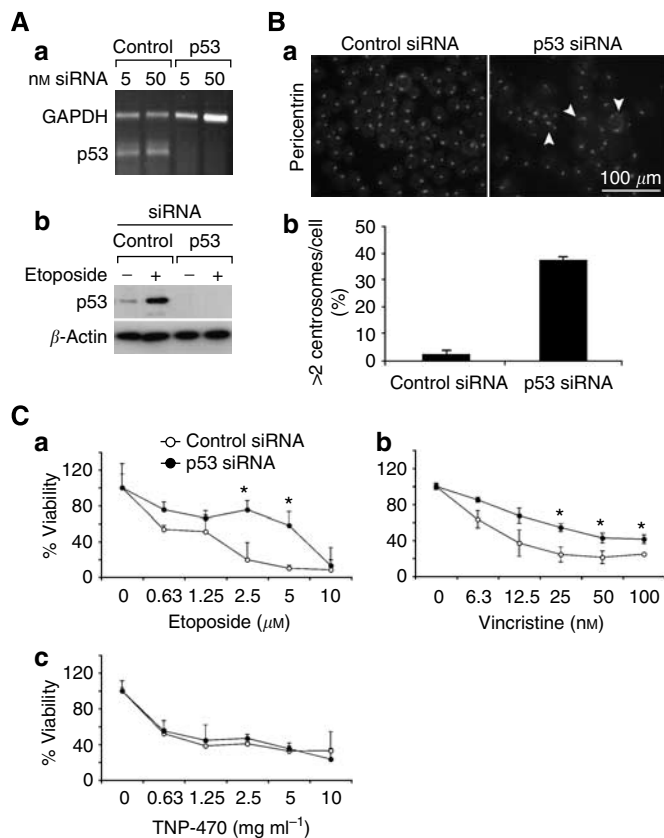 A
a
Control p53
nM siRNA 5 50 5 50
GAPDH
p53
b
siRNA
Control p53
Etoposide − + − +
p53
β-Actin
B
a
Control siRNA p53 siRNA
Pericentrin
100 μm
b
>2 centrosomes/cell
(%)
50
40
30
20
10
0
Control siRNA p53 siRNA
C
a
Control siRNA
p53 siRNA
% Viability
120
80
40
0
* *
0 0.63 1.25 2.5 5 10
Etoposide (μM)
b
% Viability
120
80
40
0
* * *
0 6.3 12.5 25 50 100
Vincristine (nM)
c
% Viability
120
80
40
0
0 0.63 1.25 2.5 5 10
TNP-470 (mg ml⁻¹)